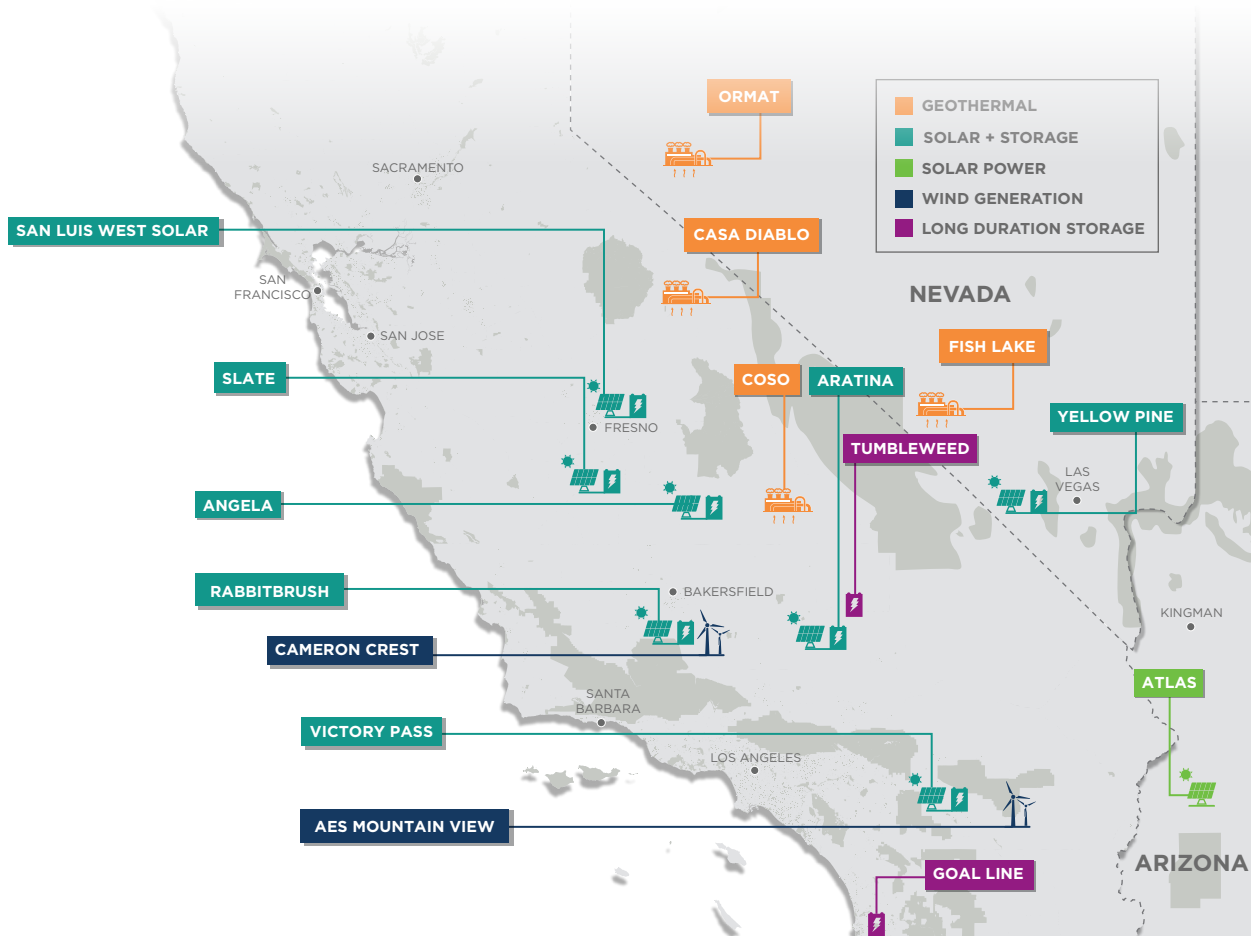 ORMAT
GEOTHERMAL
SOLAR + STORAGE
SOLAR POWER
WIND GENERATION
LONG DURATION STORAGE
SACRAMENTO
SAN LUIS WEST SOLAR
CASA DIABLO
SAN
FRANCISCO
NEVADA
SAN JOSE
FISH LAKE
SLATE
COSO
ARATINA
YELLOW PINE
FRESNO
TUMBLEWEED
LAS
VEGAS
ANGELA
RABBITBRUSH
BAKERSFIELD
KINGMAN
CAMERON CREST
ATLAS
SANTA
BARBARA
VICTORY PASS
LOS ANGELES
AES MOUNTAIN VIEW
ARIZONA
GOAL LINE